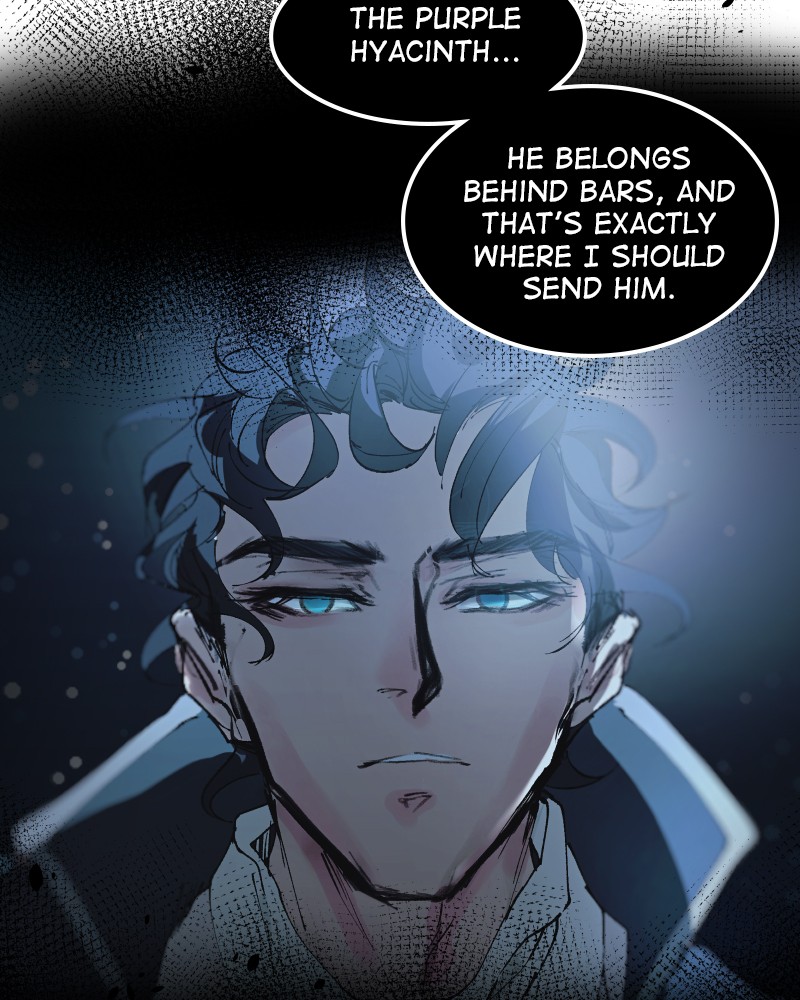 THE PURPLE
HYACINTH...
HE BELONGS
BEHIND BARS, AND
THAT'S EXACTLY
WHERE I SHOULD
SEND HIM.